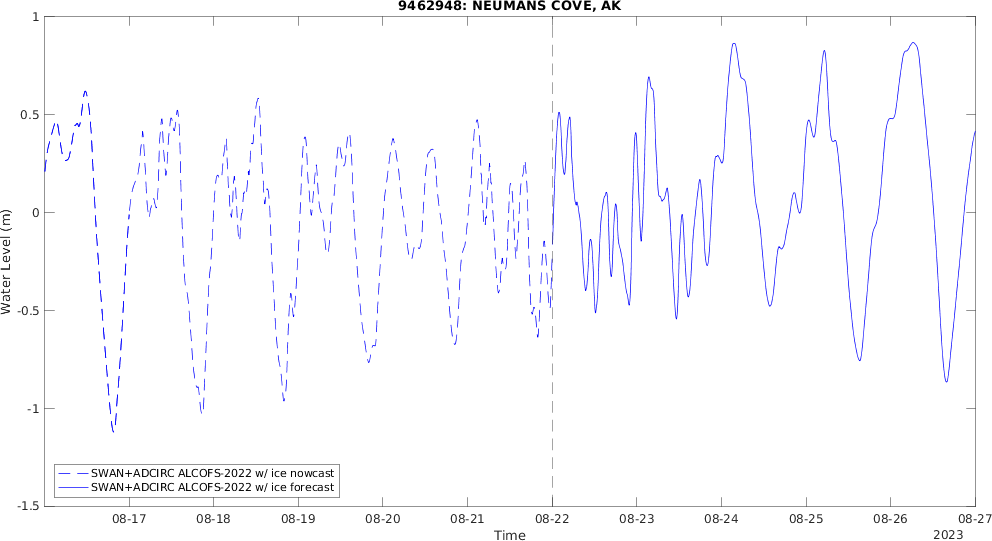 9462948: NEUMANS COVE, AK
1
0.5
0
-0.5
-1
-1.5
Water Level (m)
SWAN+ADCIRC ALCOFS-2022 w/ ice nowcast
SWAN+ADCIRC ALCOFS-2022 w/ ice forecast
08-17 08-18 08-19 08-20 08-21 08-22 08-23 08-24 08-25 08-26 08-27
Time
2023